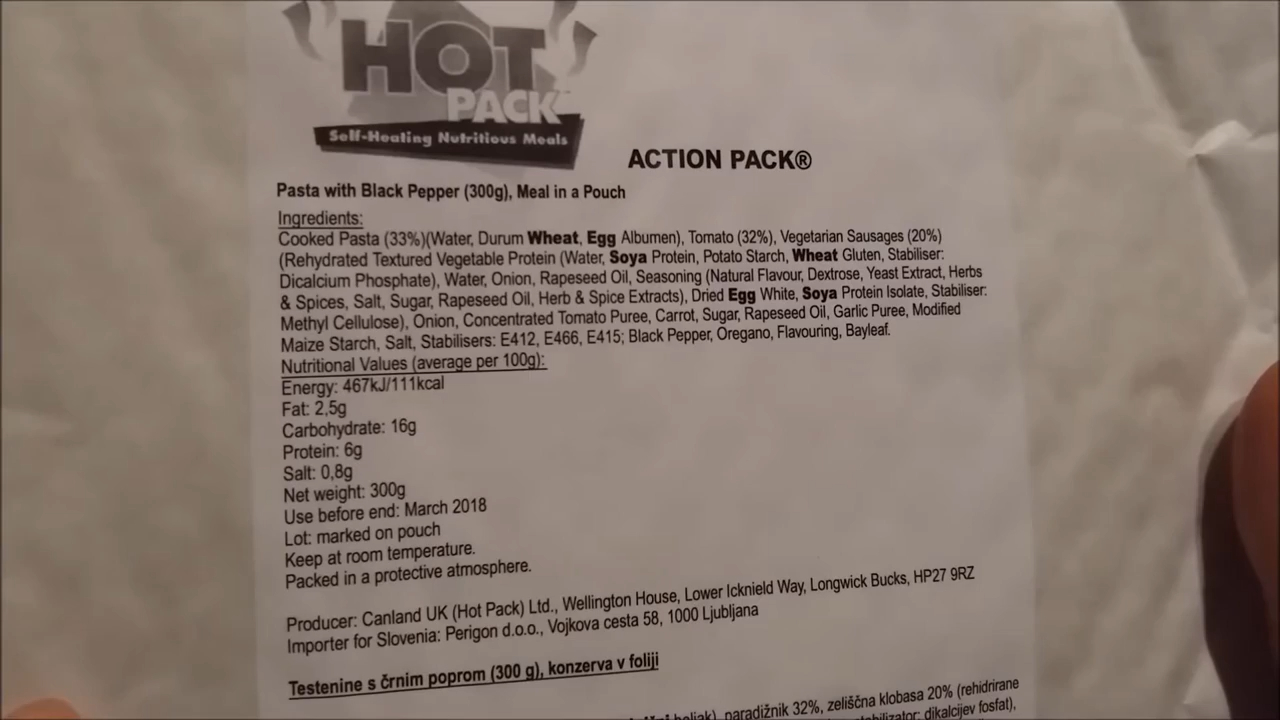 HOT
PACK
Self-Heating Nutritious Meals
ACTION PACK®
Pasta with Black Pepper (300g), Meal in a Pouch
Ingredients:
Cooked Pasta (33%)(Water, Durum Wheat, Egg Albumen), Tomato (32%), Vegetarian Sausages (20%)
(Rehydrated Textured Vegetable Protein (Water, Soya Protein, Potato Starch, Wheat Gluten, Stabiliser:
Dicalcium Phosphate), Water, Onion, Rapeseed Oil, Seasoning (Natural Flavour, Dextrose, Yeast Extract, Herbs
& Spices, Salt, Sugar, Rapeseed Oil, Herb & Spice Extracts), Dried Egg White, Soya Protein Isolate, Stabiliser:
Methyl Cellulose), Onion, Concentrated Tomato Puree, Carrot, Sugar, Rapeseed Oil, Garlic Puree, Modified
Maize Starch, Salt, Stabilisers: E412, E466, E415; Black Pepper, Oregano, Flavouring, Bayleaf.
Nutritional Values (average per 100g):
Energy: 467kJ/111kcal
Fat: 2,5g
Carbohydrate: 16g
Protein: 6g
Salt: 0,8g
Net weight: 300g
Use before end: March 2018
Lot: marked on pouch
Keep at room temperature.
Packed in a protective atmosphere.
Producer: Canland UK (Hot Pack) Ltd., Wellington House, Lower Icknield Way, Longwick Bucks, HP27 9RZ
Importer for Slovenia: Perigon d.o.o., Vojkova cesta 58, 1000 Ljubljana
Testenine s črnim poprom (300 g), konzerva v foliji
paradižnik 32%, zeliščna klobasa 20% (rehidrirane
dikalcijev fosfat),